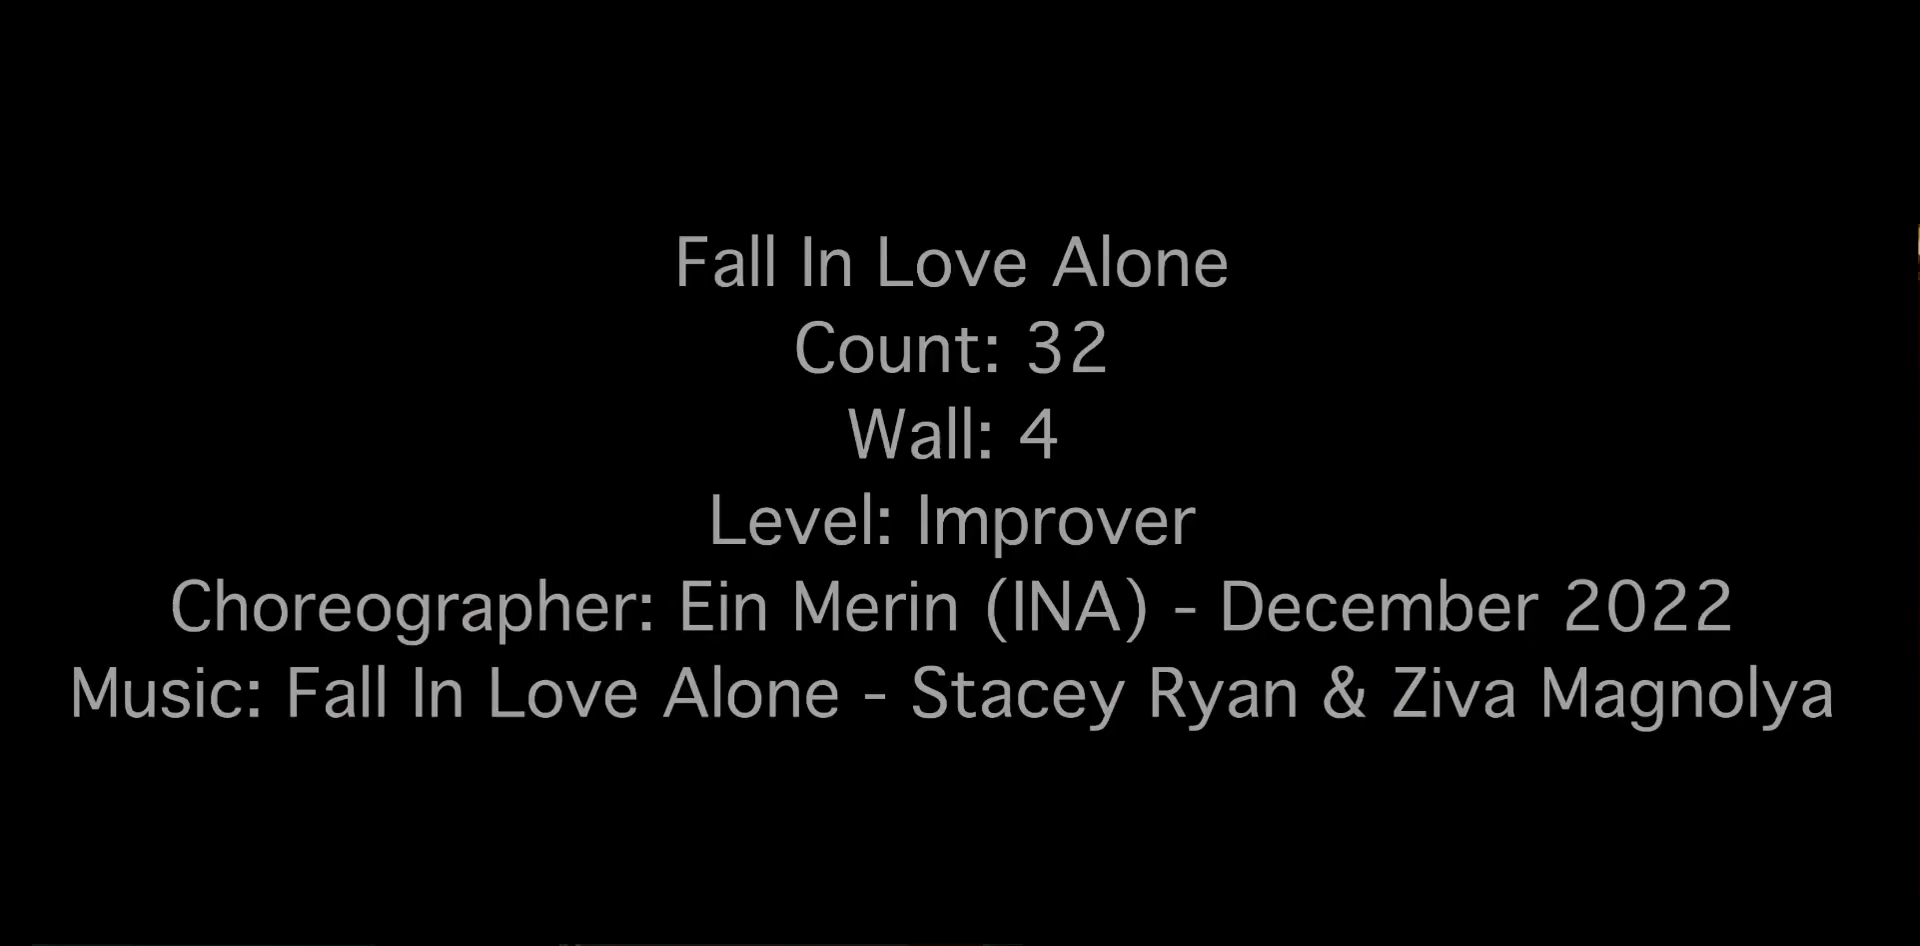 Fall In Love Alone
Count: 32
Wall: 4
Level: Improver
Choreographer: Ein Merin (INA) - December 2022
Music: Fall In Love Alone - Stacey Ryan & Ziva Magnolya